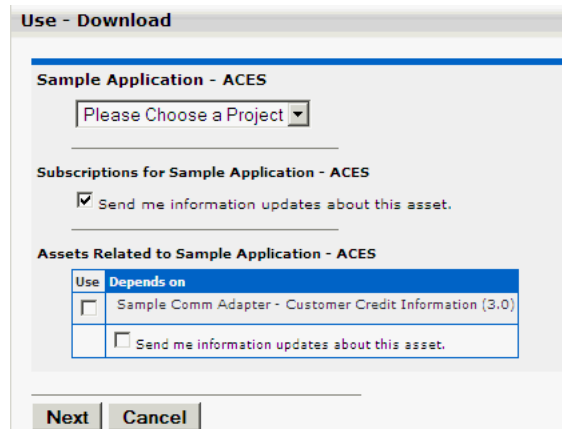 Use - Download
Sample Application - ACES
Please Choose a Project
Subscriptions for Sample Application - ACES
Send me information updates about this asset.
Assets Related to Sample Application - ACES
Use Depends on
Sample Comm Adapter - Customer Credit Information (3.0)
Send me information updates about this asset.
Next Cancel